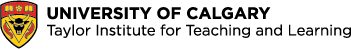 UNIVERSITY OF CALGARY
Taylor Institute for Teaching and Learning